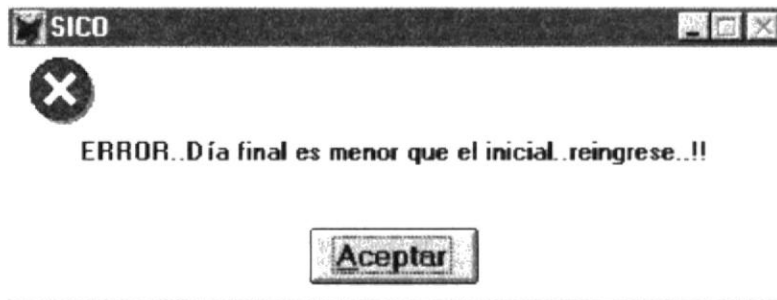 SICO
ERROR..Día final es menor que el inicial..reingrese..!!
Aceptar